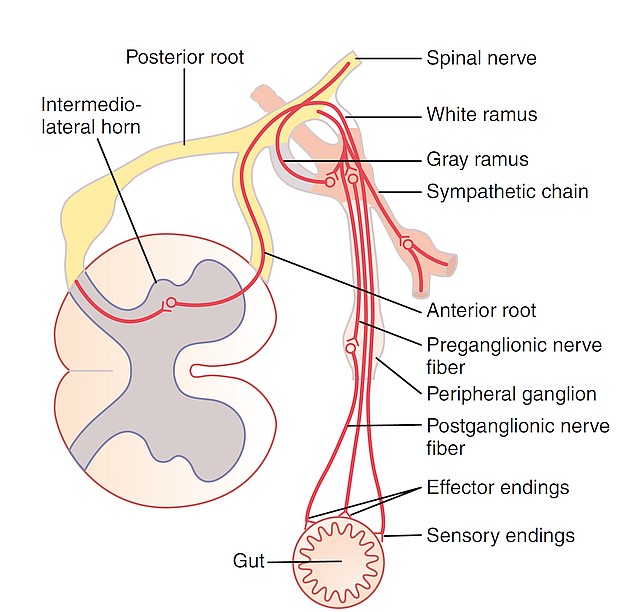 Posterior root
Spinal nerve
Intermedio-
lateral horn
White ramus
Gray ramus
Sympathetic chain
Anterior root
Preganglionic nerve
fiber
Peripheral ganglion
Postganglionic nerve
fiber
Effector endings
Sensory endings
Gut